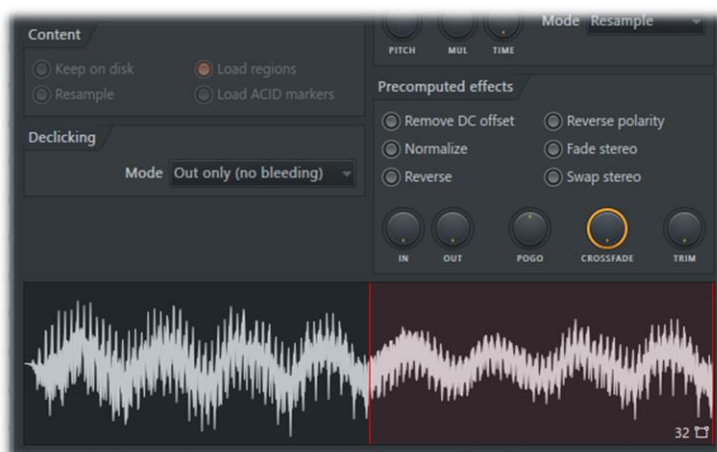 Content
Keep on disk
Load regions
Resample
Load ACID markers
Declicking
Mode Out only (no bleeding)
PITCH MUL TIME
Mode Resample
Precomputed effects
Remove DC offset
Reverse polarity
Normalize
Fade stereo
Reverse
Swap stereo
IN OUT POGO CROSSFADE TRIM
32